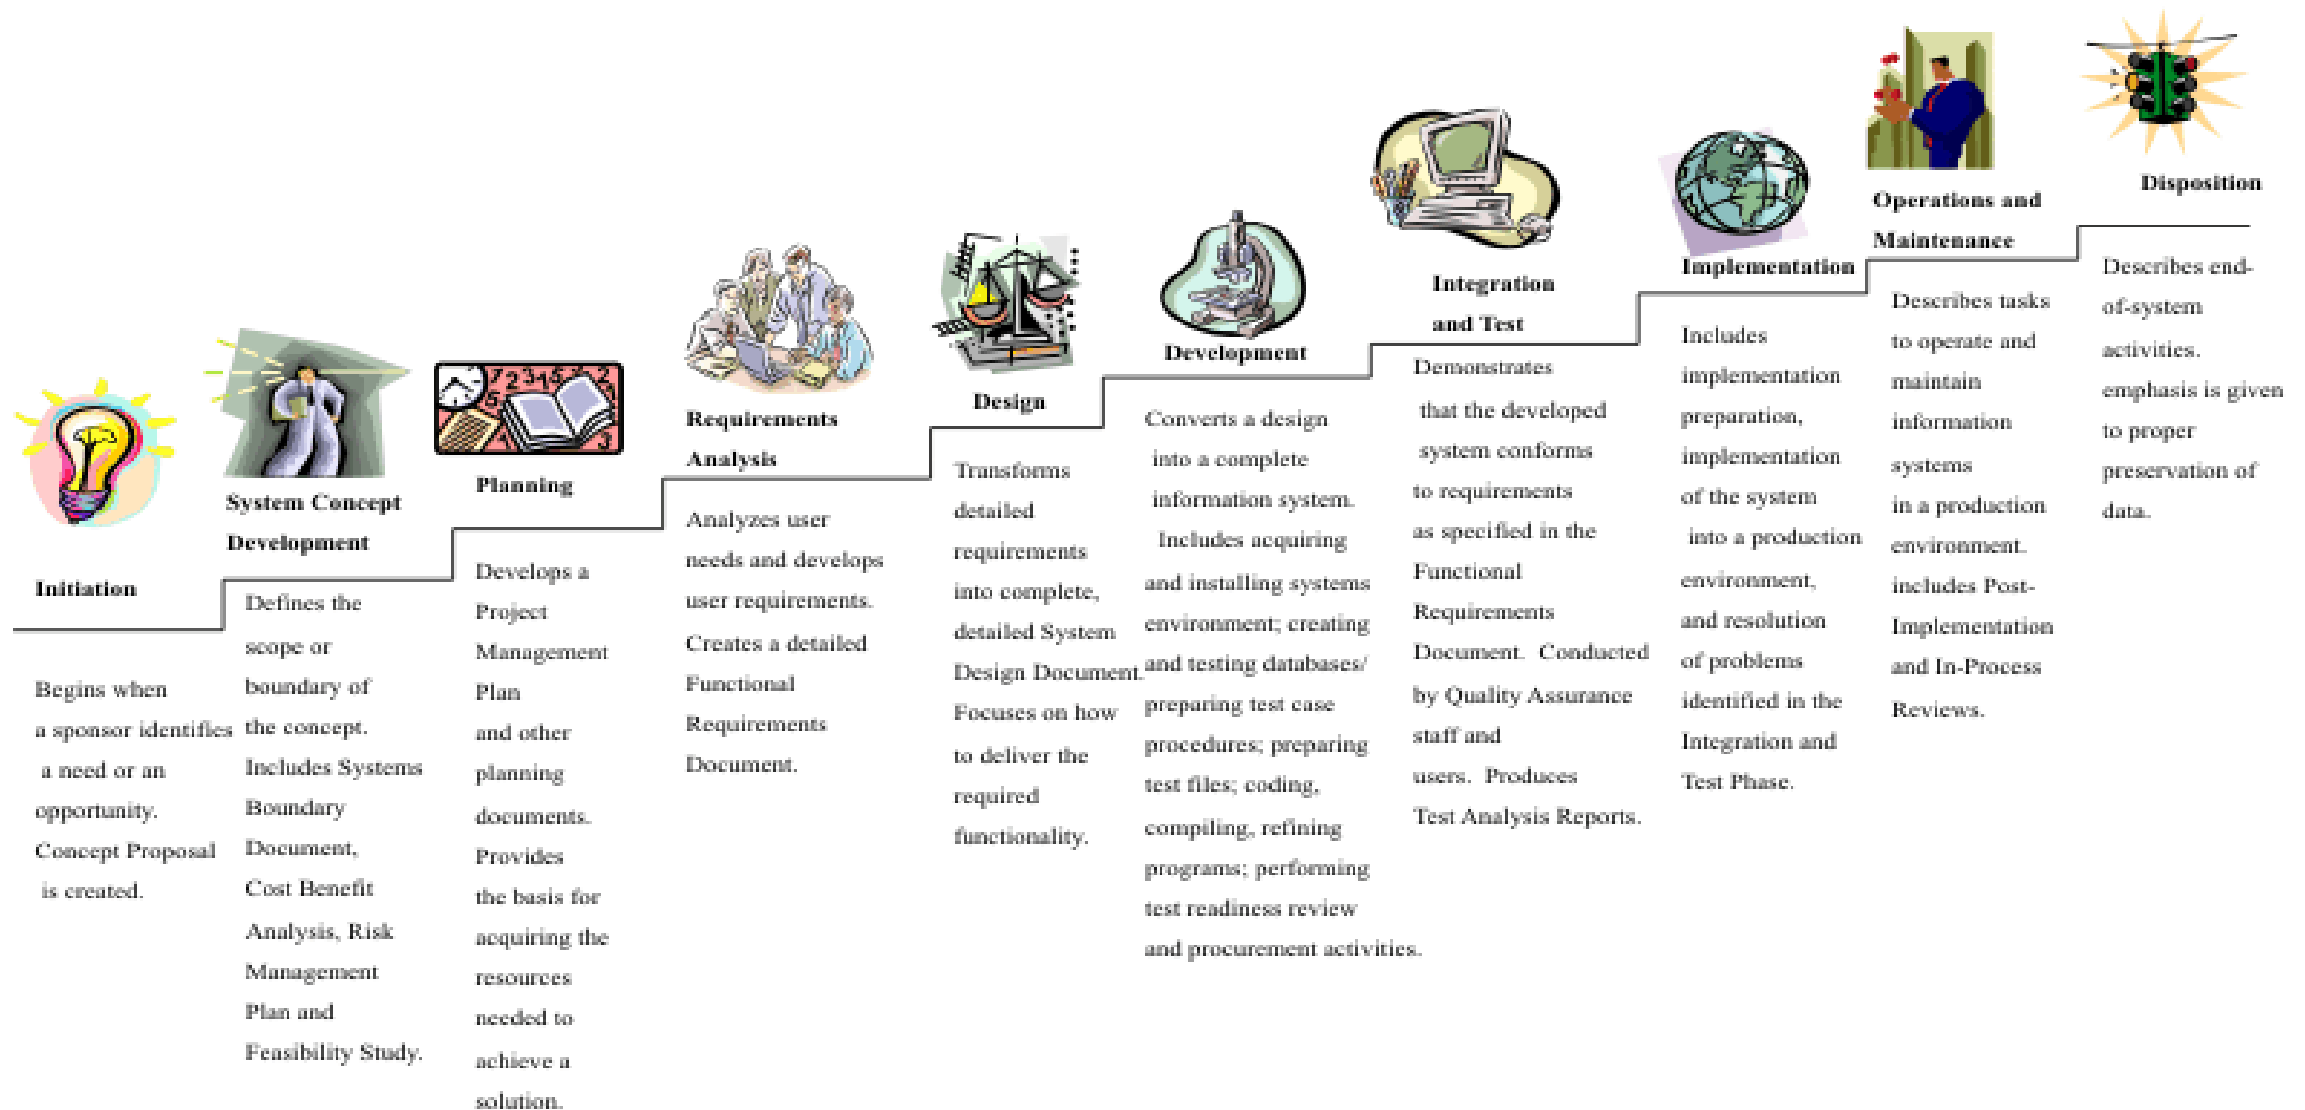 Initiation
Begins when
a sponsor identifies
a need or an
opportunity.
Concept Proposal
is created.
System Concept
Development
Defines the
scope or
boundary of
the concept.
Includes Systems
Boundary
Document,
Cost Benefit
Analysis, Risk
Management
Plan and
Feasibility Study.
Planning
Develops a
Project
Management
Plan
and other
planning
documents.
Provides
the basis for
acquiring the
resources
needed to
achieve a
solution.
Requirements
Analysis
Analyzes user
needs and develops
user requirements.
Creates a detailed
Functional
Requirements
Document.
Design
Transforms
detailed
requirements
into complete,
detailed System
Design Document.
Focuses on how
to deliver the
required
functionality.
Development
Converts a design
into a complete
information system.
Includes acquiring
and installing systems
environment; creating
and testing databases/
preparing test case
procedures; preparing
test files; coding,
compiling, refining
programs; performing
test readiness review
and procurement activities.
Integration
and Test
Demonstrates
that the developed
system conforms
to requirements
as specified in the
Functional
Requirements
Document. Conducted
by Quality Assurance
staff and
users. Produces
Test Analysis Reports.
Implementation
Includes
implementation
preparation,
implementation
of the system
into a production
environment,
and resolution
of problems
identified in the
Integration and
Test Phase.
Operations and
Maintenance
Describes tasks
to operate and
maintain
information
systems
in a production
environment.
includes Post-
Implementation
and In-Process
Reviews.
Disposition
Describes end-
of-system
activities.
emphasis is given
to proper
preservation of
data.